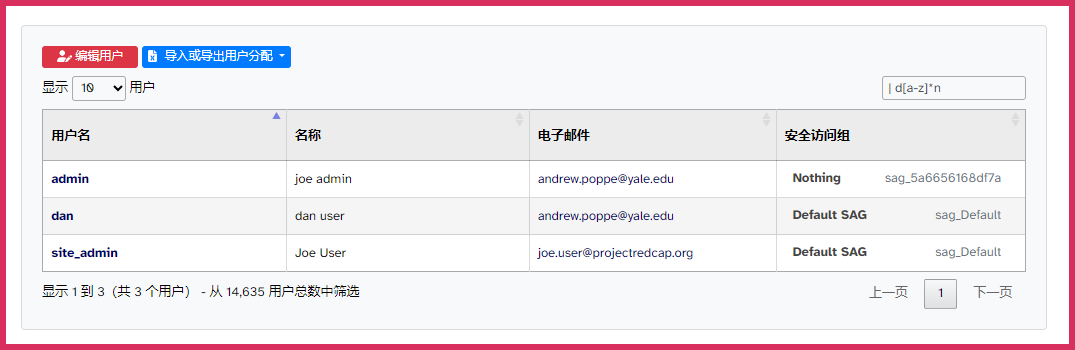 编辑用户 导入或导出用户分配
显示 10 用户 | d[a-z]*n
用户名 名称 电子邮件 安全访问组
admin joe admin andrew.poppe@yale.edu Nothing sag_5a6656168df7a
dan dan user andrew.poppe@yale.edu Default SAG sag_Default
site_admin Joe User joe.user@projectredcap.org Default SAG sag_Default
显示 1 到 3（共 3 个用户） - 从 14,635 用户总数中筛选 上一页 1 下一页